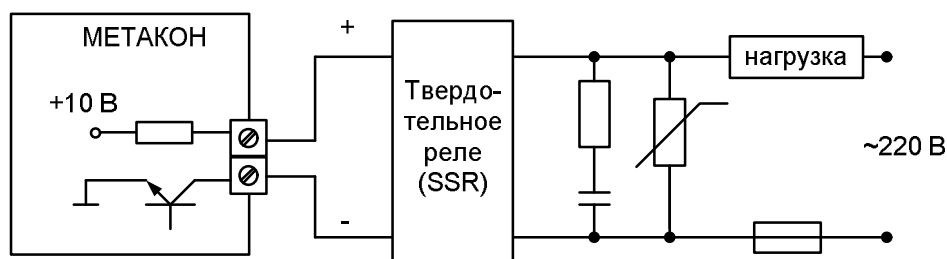 МЕТАКОН
+10 В
+
-
Твердо-
тельное
реле
(SSR)
нагрузка
~220 В